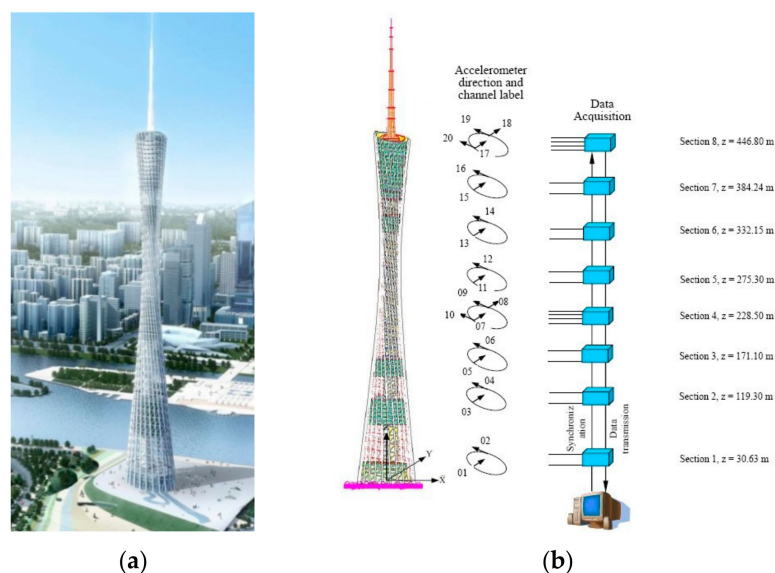 Accelerometer
direction and
channel label
Data
Acquisition
19
18
20
17
Section 8, z = 446.80 m
16
15
Section 7, z = 384.24 m
14
13
Section 6, z = 332.15 m
12
11
Section 5, z = 275.30 m
09
08
10
07
Section 4, z = 228.50 m
06
05
Section 3, z = 171.10 m
04
03
Section 2, z = 119.30 m
Synchroniz
ation
Data
transmission
02
01
Section 1, z = 30.63 m
Y
X
(a)
(b)